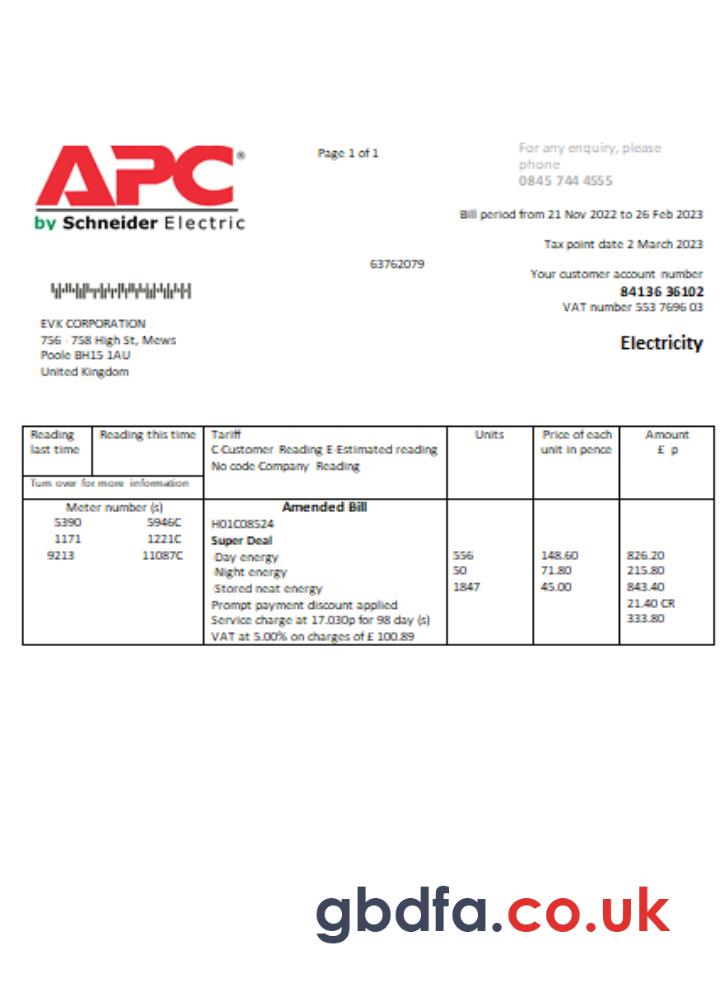 APC®
by Schneider Electric
Page 1 of 1
For any enquiry, please
phone
0845 744 4555
Bill period from 21 Nov 2022 to 26 Feb 2023
Tax point date 2 March 2023
63762079
Your customer account number
84136 36102
VAT number 553 7696 03
EVK CORPORATION
756 - 758 High St, Mews
Poole BH15 1AU
United Kingdom
Electricity
Reading last time | Reading this time | Tariff | Units | Price of each unit in pence | Amount £ p
C-Customer Reading E-Estimated reading
No code-Company Reading
Turn over for more information
Meter number (s) | Amended Bill
5390 5946C H01C08524
1171 1221C Super Deal
9213 11087C -Day energy 556 148.60 826.20
-Night energy 50 71.80 215.80
-Stored neat energy 1847 45.00 843.40
Prompt payment discount applied 21.40 CR
Service charge at 17.030p for 98 day (s) 333.80
VAT at 5.00% on charges of £ 100.89
gbdfa.co.uk